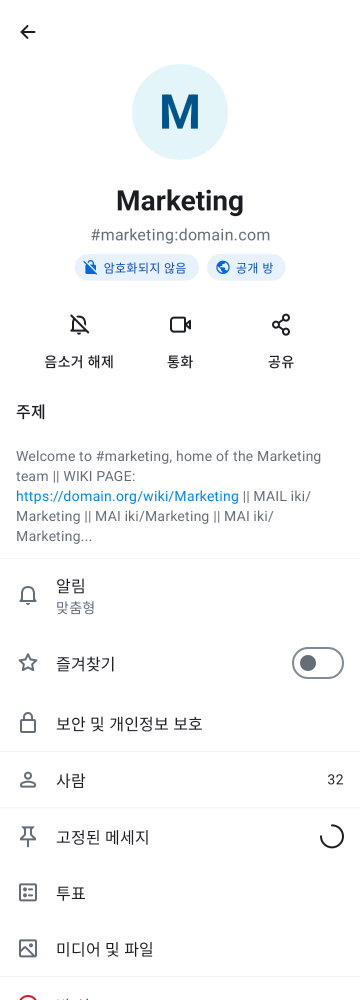 M
Marketing
#marketing:domain.com
암호화되지 않음 공개 방
음소거 해제 통화 공유
주제
Welcome to #marketing, home of the Marketing
team || WIKI PAGE:
https://domain.org/wiki/Marketing || MAIL iki/
Marketing || MAI iki/Marketing || MAI iki/
Marketing...
알림
맞춤형
즐겨찾기
보안 및 개인정보 보호
사람 32
고정된 메세지
투표
미디어 및 파일